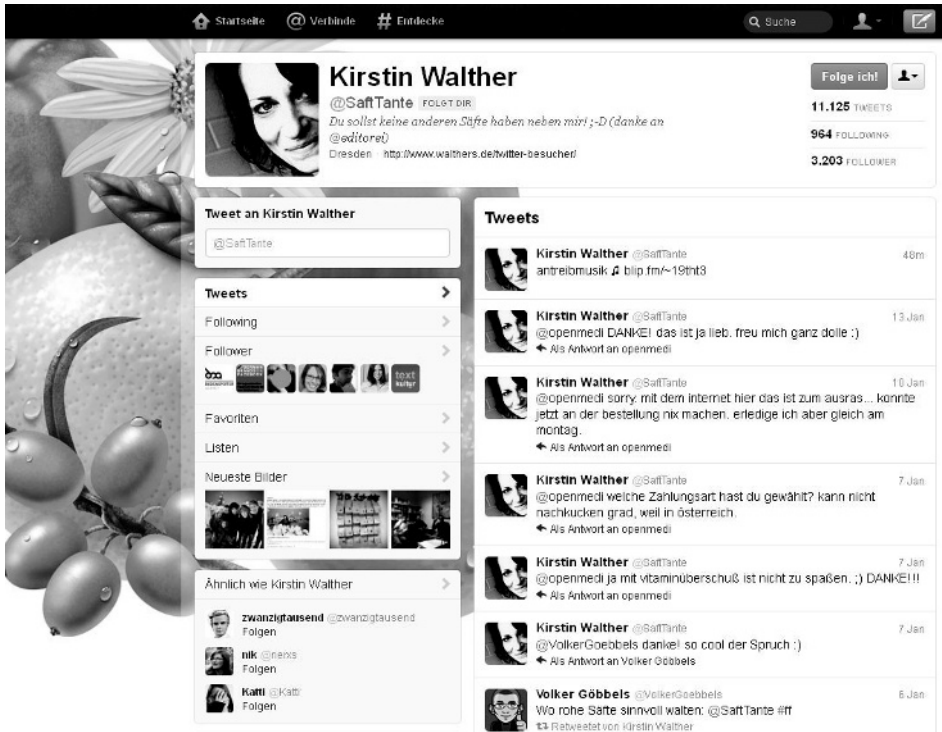 Startseite @ Verbinde # Entdecke Suche
Kirstin Walther
@SaftTante FOLGT DIR
Du sollst keine anderen Säfte haben neben mir! ;-D (danke an
@editorei)
Dresden · http://www.walthers.de/twitter-besucher/
Folge ich!
11.125 TWEETS
964 FOLLOWING
3.203 FOLLOWER
Tweet an Kirstin Walther
@SaftTante
Tweets
Following
Follower
text
kultur
Favoriten
Listen
Neueste Bilder
Ähnlich wie Kirstin Walther
zwanzigtausend @zwanzigtausend
Folgen
nik @nerxs
Folgen
Katti @Katti
Folgen
Tweets
Kirstin Walther @SaftTante 48m
antreibmusik ♫ blip.fm/~19tht3
Kirstin Walther @SaftTante 13 Jan
@openmedi DANKE! das ist ja lieb. freu mich ganz dolle :)
Als Antwort an openmedi
Kirstin Walther @SaftTante 10 Jan
@openmedi sorry. mit dem internet hier das ist zum ausras... konnte
jetzt an der bestellung nix machen. erledige ich aber gleich am
montag.
Als Antwort an openmedi
Kirstin Walther @SaftTante 7 Jan
@openmedi welche Zahlungsart hast du gewählt? kann nicht
nachkucken grad, weil in österreich.
Als Antwort an openmedi
Kirstin Walther @SaftTante 7 Jan
@openmedi ja mit vitaminüberschuß ist nicht zu spaßen. ;) DANKE!!!
Als Antwort an openmedi
Kirstin Walther @SaftTante 7 Jan
@VolkerGoebbels danke! so cool der Spruch :)
Als Antwort an Volker Göbbels
Volker Göbbels @VolkerGoebbels 6 Jan
Wo rohe Säfte sinnvoll walten: @SaftTante #ff
Retweetet von Kirstin Walther